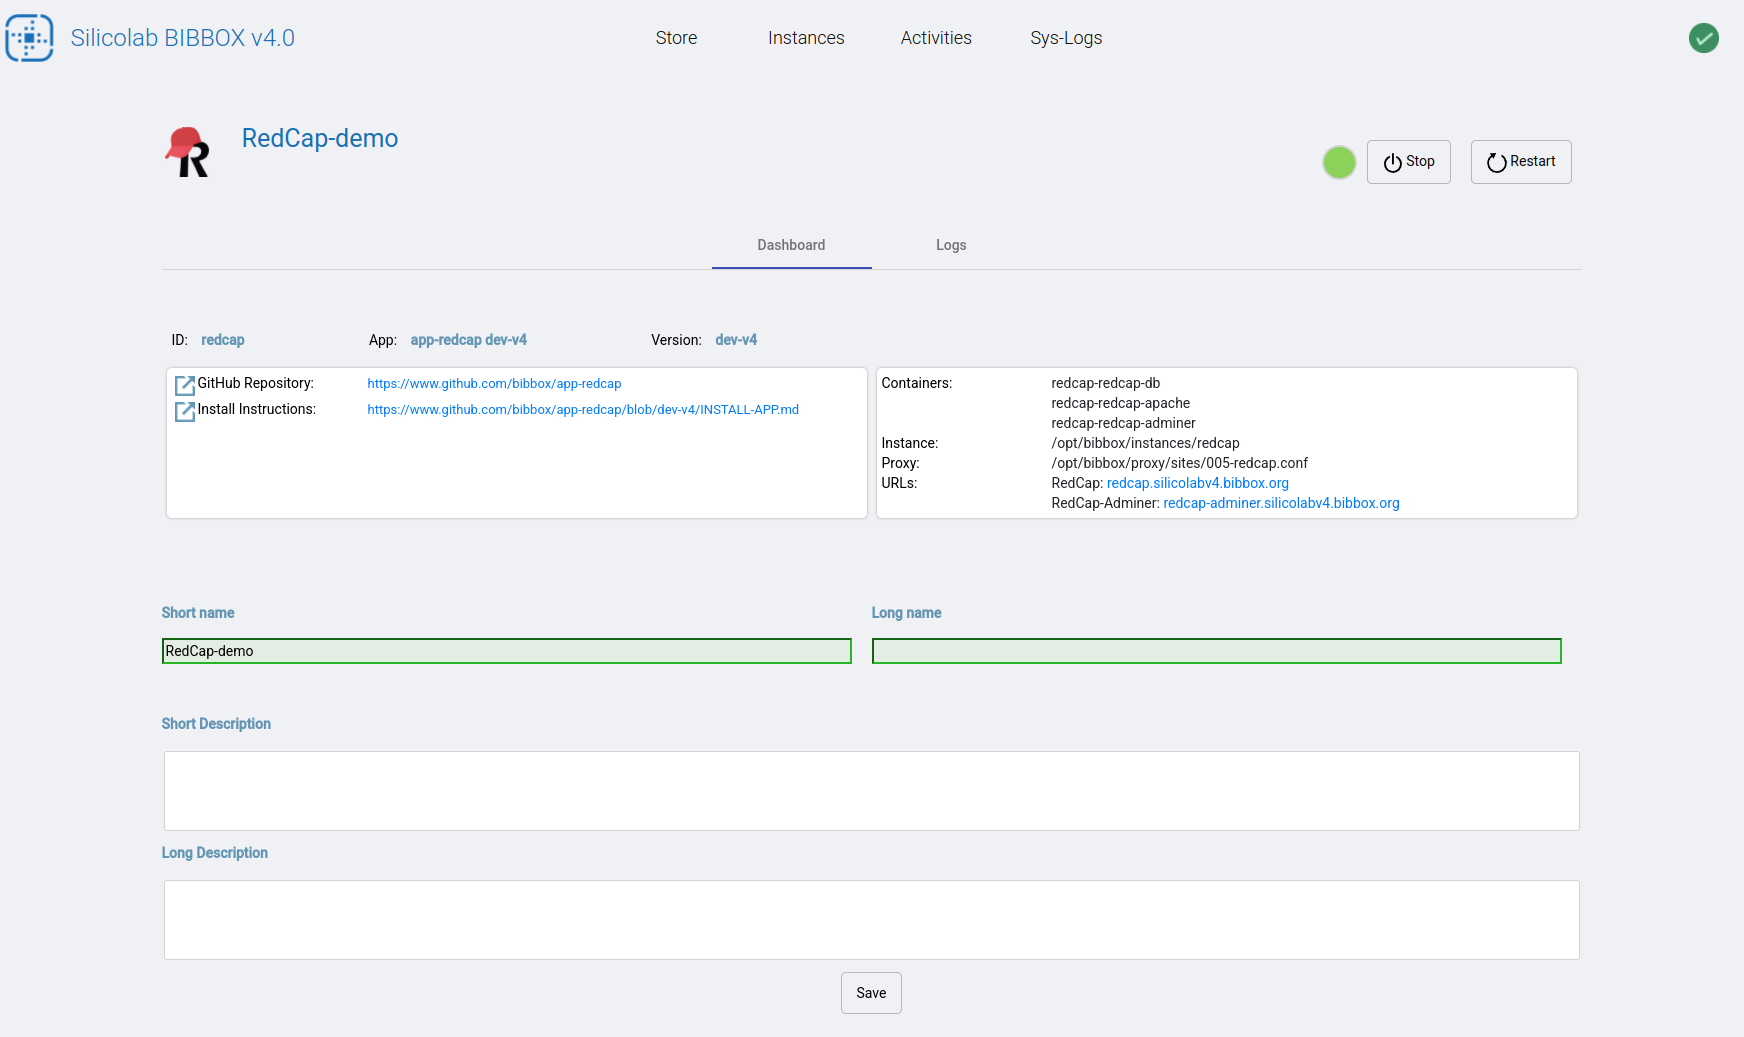 Silicolab BIBBOX v4.0
Store Instances Activities Sys-Logs
RedCap-demo
Stop Restart
Dashboard Logs
ID: redcap App: app-redcap dev-v4 Version: dev-v4
GitHub Repository: https://www.github.com/bibbox/app-redcap
Install Instructions: https://www.github.com/bibbox/app-redcap/blob/dev-v4/INSTALL-APP.md
Containers: redcap-redcap-db
redcap-redcap-apache
redcap-redcap-adminer
Instance: /opt/bibbox/instances/redcap
Proxy: /opt/bibbox/proxy/sites/005-redcap.conf
URLs: RedCap: redcap.silicolabv4.bibbox.org
RedCap-Adminer: redcap-adminer.silicolabv4.bibbox.org
Short name Long name
RedCap-demo
Short Description
Long Description
Save